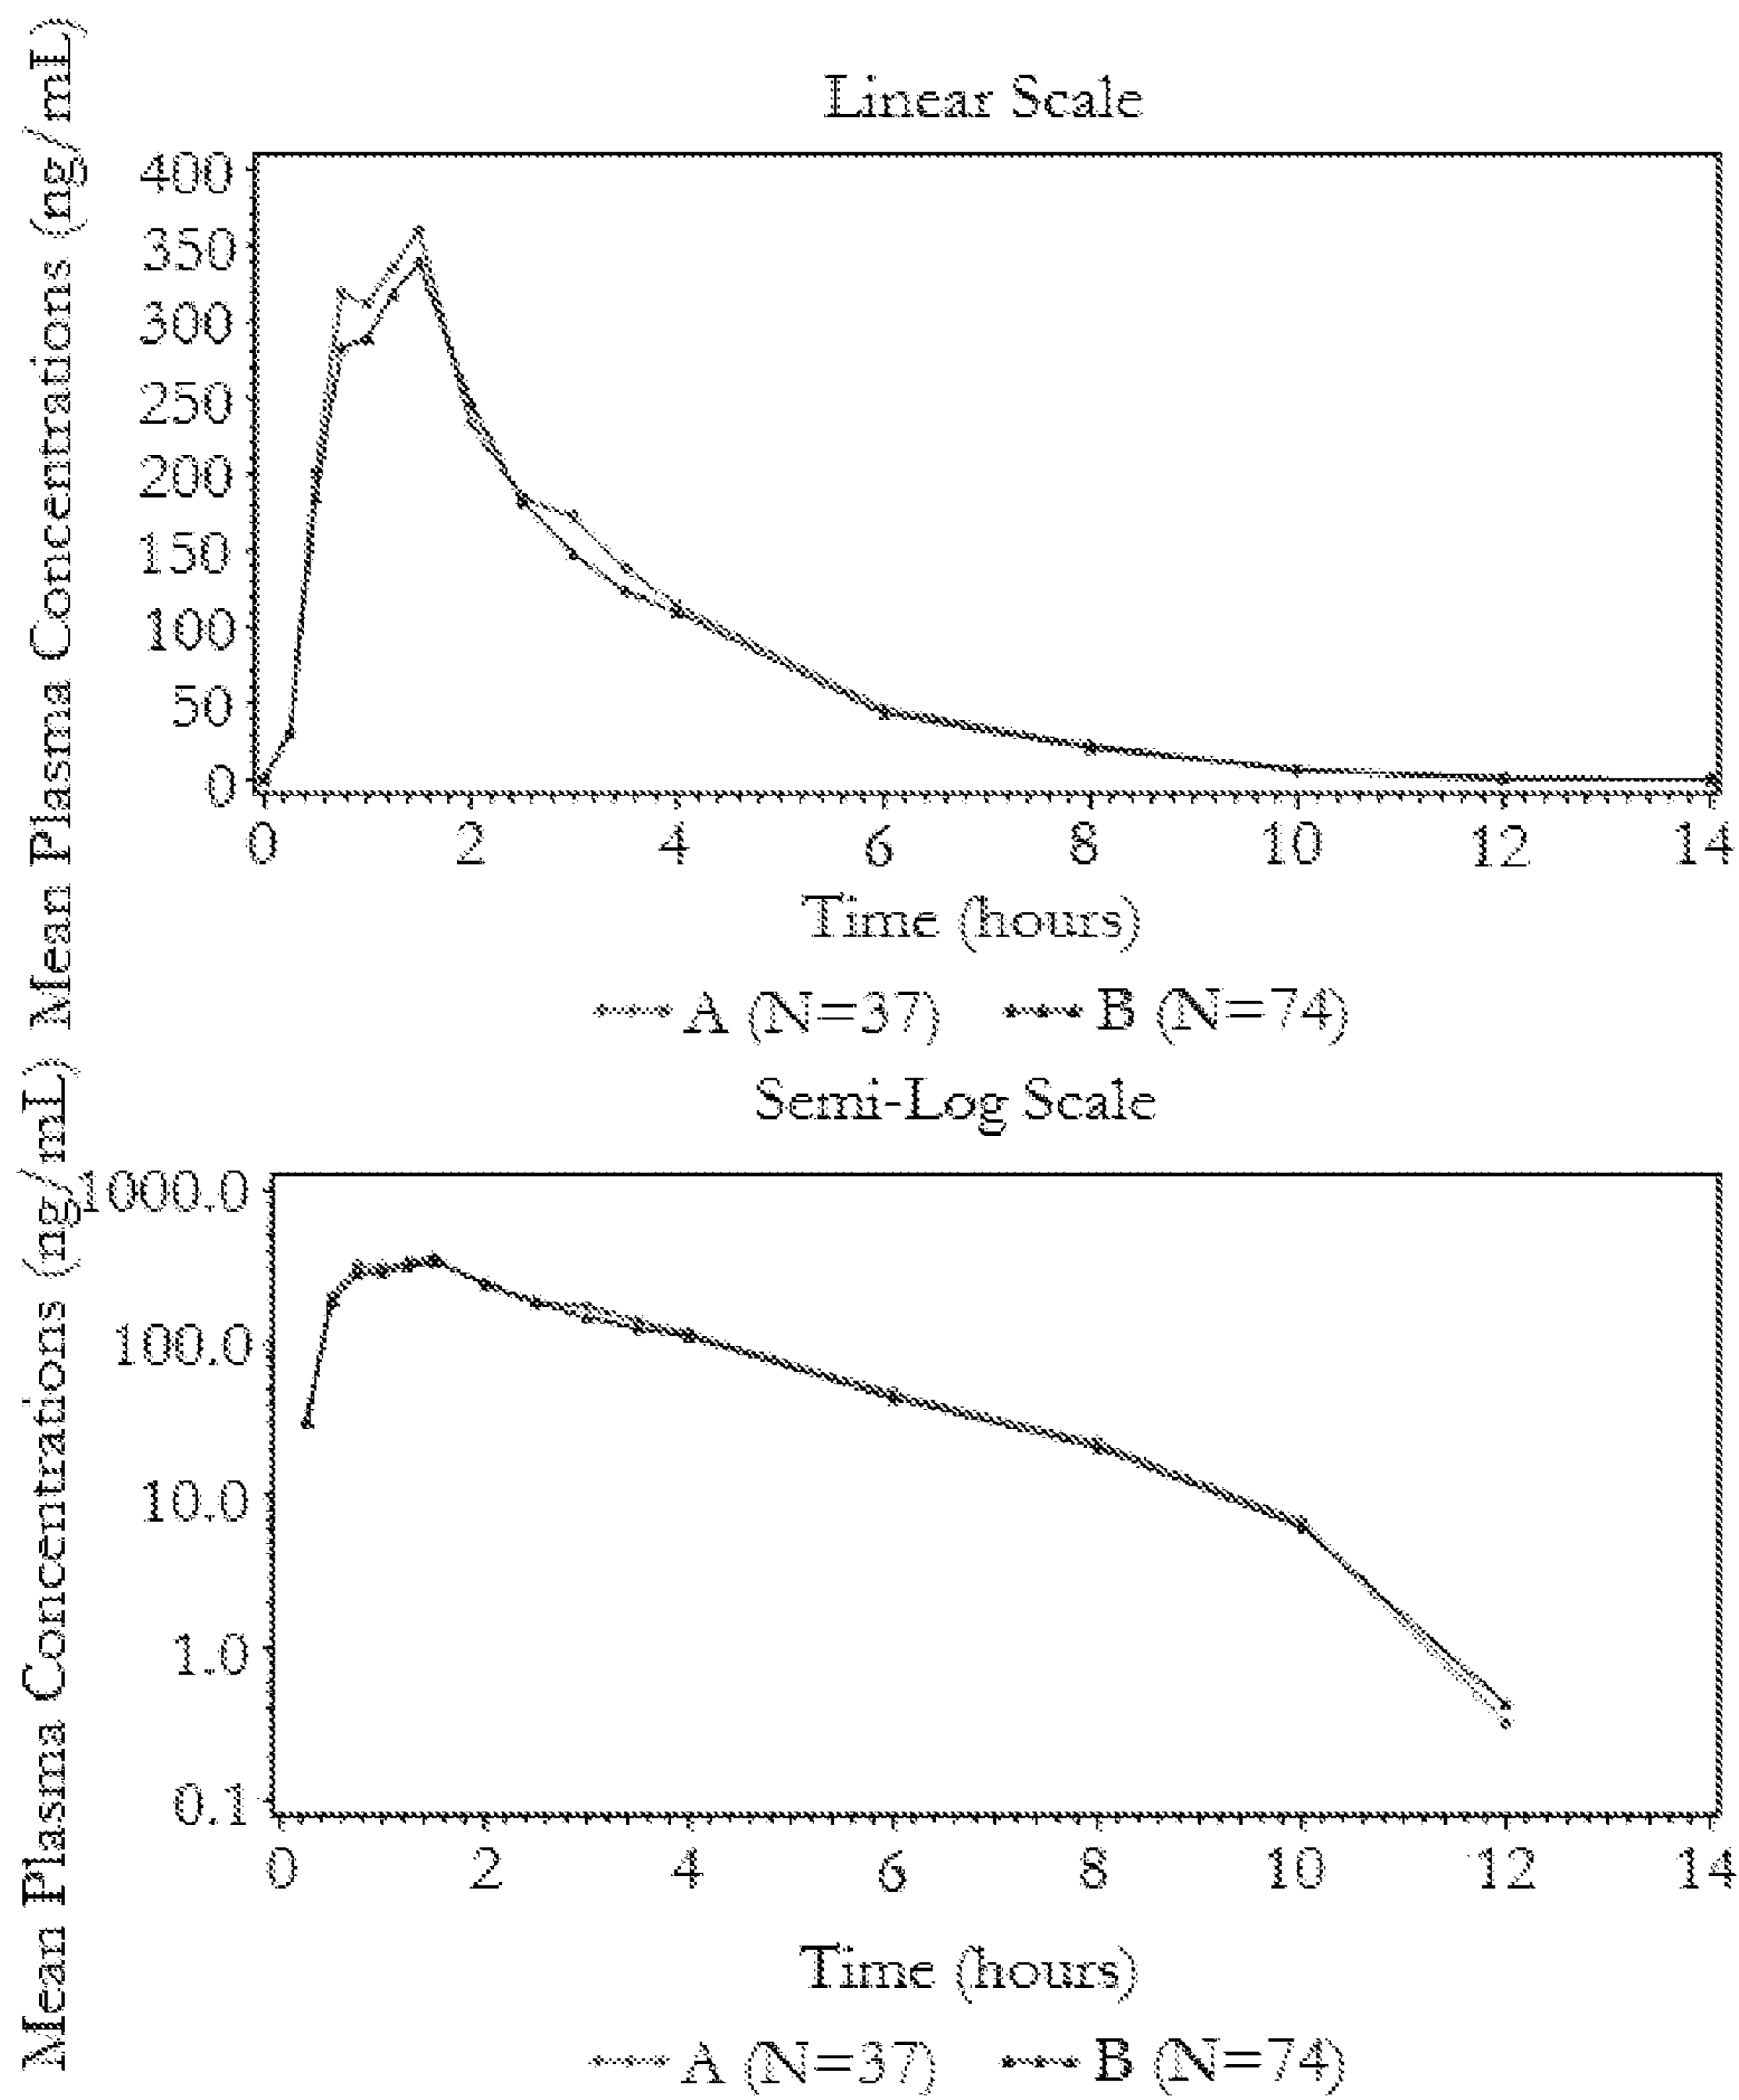 Linear Scale
Mean Plasma Concentrations (ng/mL)
400
350
300
250
200
150
100
50
0
0 2 4 6 8 10 12 14
Time (hours)
A (N=37) B (N=74)
Semi-Log Scale
Mean Plasma Concentrations (ng/mL)
1000.0
100.0
10.0
1.0
0.1
0 2 4 6 8 10 12 14
Time (hours)
A (N=37) B (N=74)